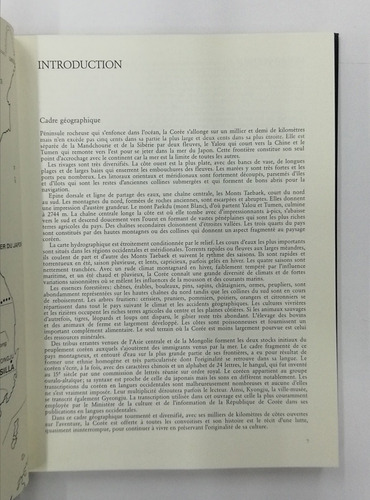 INTRODUCTION
Cadre géographique
Péninsule rocheuse qui s'enfonce dans l'océan, la Corée s'allonge sur un millier et demi de kilomètres
mais n'en excède pas cinq cents dans sa partie la plus large et deux cents dans sa plus étroite. Elle est
séparée de la Mandchourie et de la Sibérie par deux fleuves, le Yalou qui court vers la Chine et le
Tumen qui remonte vers l'est pour se jeter dans la mer du Japon. Cette frontière constitue son seul
point d'accrochage avec le continent car la mer est la limite de toutes les autres.
Les rivages sont très diversifiés. La côte ouest est la plus plate, avec des bancs de vase, de longues
plages et de larges baies qui ensserrent les embouchures des fleuves. Les marées y sont très fortes et les
ports peu nombreux. Les littoraux orientaux et méridionaux sont fortement découpés, parsemés d'îles
et d'îlots qui sont les restes d'anciennes collines submergées et qui forment de bons abris pour la
navigation.
Épine dorsale et ligne de partage des eaux, une chaîne centrale, les Monts Taebaek, court du nord
au sud. Les montagnes du nord, formées de roches anciennes, sont escarpées et abruptes. Elles donnent
une impression d'austère grandeur. Le mont Paekdu (mont Blanc), d'où partent Yalou et Tumen, culmine
à 2744 m. La chaîne centrale longe la côte est où elle tombe avec d'impressionnants à-pics, s'abaisse
vers le sud et descend doucement vers l'ouest en formant de vastes pénéplaines qui sont les plus riches
terres agricoles du pays. Des chaînes secondaires cloisonnent d'étroites vallées. Les trois quarts du pays
sont constitués par des hautes montagnes ou des collines qui donnent un aspect fragmenté au paysage
coréen.
La carte hydrographique est étroitement conditionnée par le relief. Les cours d'eaux les plus importants
sont situés dans les régions occidentales et méridionales. Torrents rapides ou fleuves aux larges méandres,
ils coulent de part et d'autre des Monts Taebaek et suivent le rythme des saisons. Ils sont rapides et
torrentueux en été, saison pluvieuse, et lents, capricieux, parfois gelés en hiver. Les quatre saisons sont
nettement tranchées. Avec un rude climat montagnard en hiver, faiblement tempéré par l'influence
maritime, et un été chaud et pluvieux, la Corée connaît une grande diversité de climat et de fortes
variations saisonnières où se mêlent les influences de la mousson et des courants marins.
Les essences forestières: chênes, érables, bouleaux, pins, sapins, châtaigniers, cèdres, peupliers, sont
abondamment représentées sur les hautes chaînes du nord tandis que les collines du sud sont en cours
de reboisement. Les arbres fruitiers: cerisiers, pruniers, pommiers, poiriers, orangers et citronniers se
répartissent dans tout le pays suivant le climat et les accidents géographiques. Les cultures vivrières
et les rizières occupent les riches terres agricoles du centre et les plaines côtières. Si les animaux sauvages
d'autrefois, tigres, léopards et loups ont disparu, le gibier reste très abondant. L'élevage des bovins
et des animaux de ferme est largement développé. Les côtes sont poissonneuses et fournissent un
important complément alimentaire. Le seul terrain où la Corée est moins largement pourvue est celui
des ressources minérales.
Des tribus errantes venues de l'Asie centrale et de la Mongolie forment les deux stocks initiaux du
peuplement coréen auxquels s'ajoutèrent des immigrants venus par la mer. Le cadre fragmenté de ce
pays montagneux, et entouré d'eau sur la plus grande partie de ses frontières, a eu pour résultat de
former une ethnie homogène et très particularisée dont l'originalité se retrouve dans sa langue. Le
coréen s'écrit, à la fois, avec des caractères chinois et un alphabet de 24 lettres, le hangul, qui fut inventé
au 15e siècle par une commission de lettrés réunie sur ordre royal. Le coréen appartient au groupe
ouralo-altaïque; sa syntaxe est proche de celle du japonais mais les sons en diffèrent notablement. Les
transcriptions du coréen en langues occidentales sont malheureusement nombreuses et aucune d'elles
ne s'est vraiment imposée. Leur multiplicité déroutera parfois le lecteur. Ainsi, Kyongju, la ville-musée,
se transcrit également Gyeongju. La transcription utilisée dans cet ouvrage est celle la plus couramment
employée par le Ministère de la culture et de l'information de la République de Corée dans ses
publications en langues occidentales.
Dans ce cadre géographique tourmenté et diversifié, avec ses milliers de kilomètres de côtes ouvertes
sur l'aventure, la Corée est offerte à toutes les convoitises et son honneur est le récit d'une lutte,
quasiment ininterrompue, pour continuer à vivre en préservant l'originalité de sa culture.